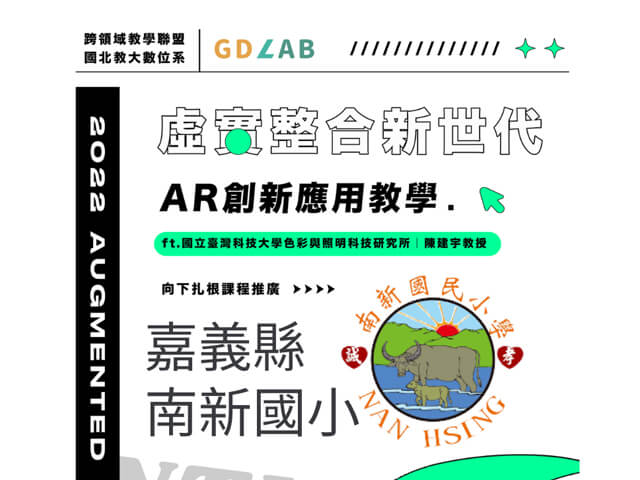 跨領域教學聯盟
國北教大數位系
GDLAB
2022 AUGMENTED
虛實整合新世代
AR創新應用教學.
ft.國立臺灣科技大學色彩與照明科技研究所|陳建宇教授
向下扎根課程推廣
嘉義縣
南新國小
南新國民小學
誠
孝
NAN HSING